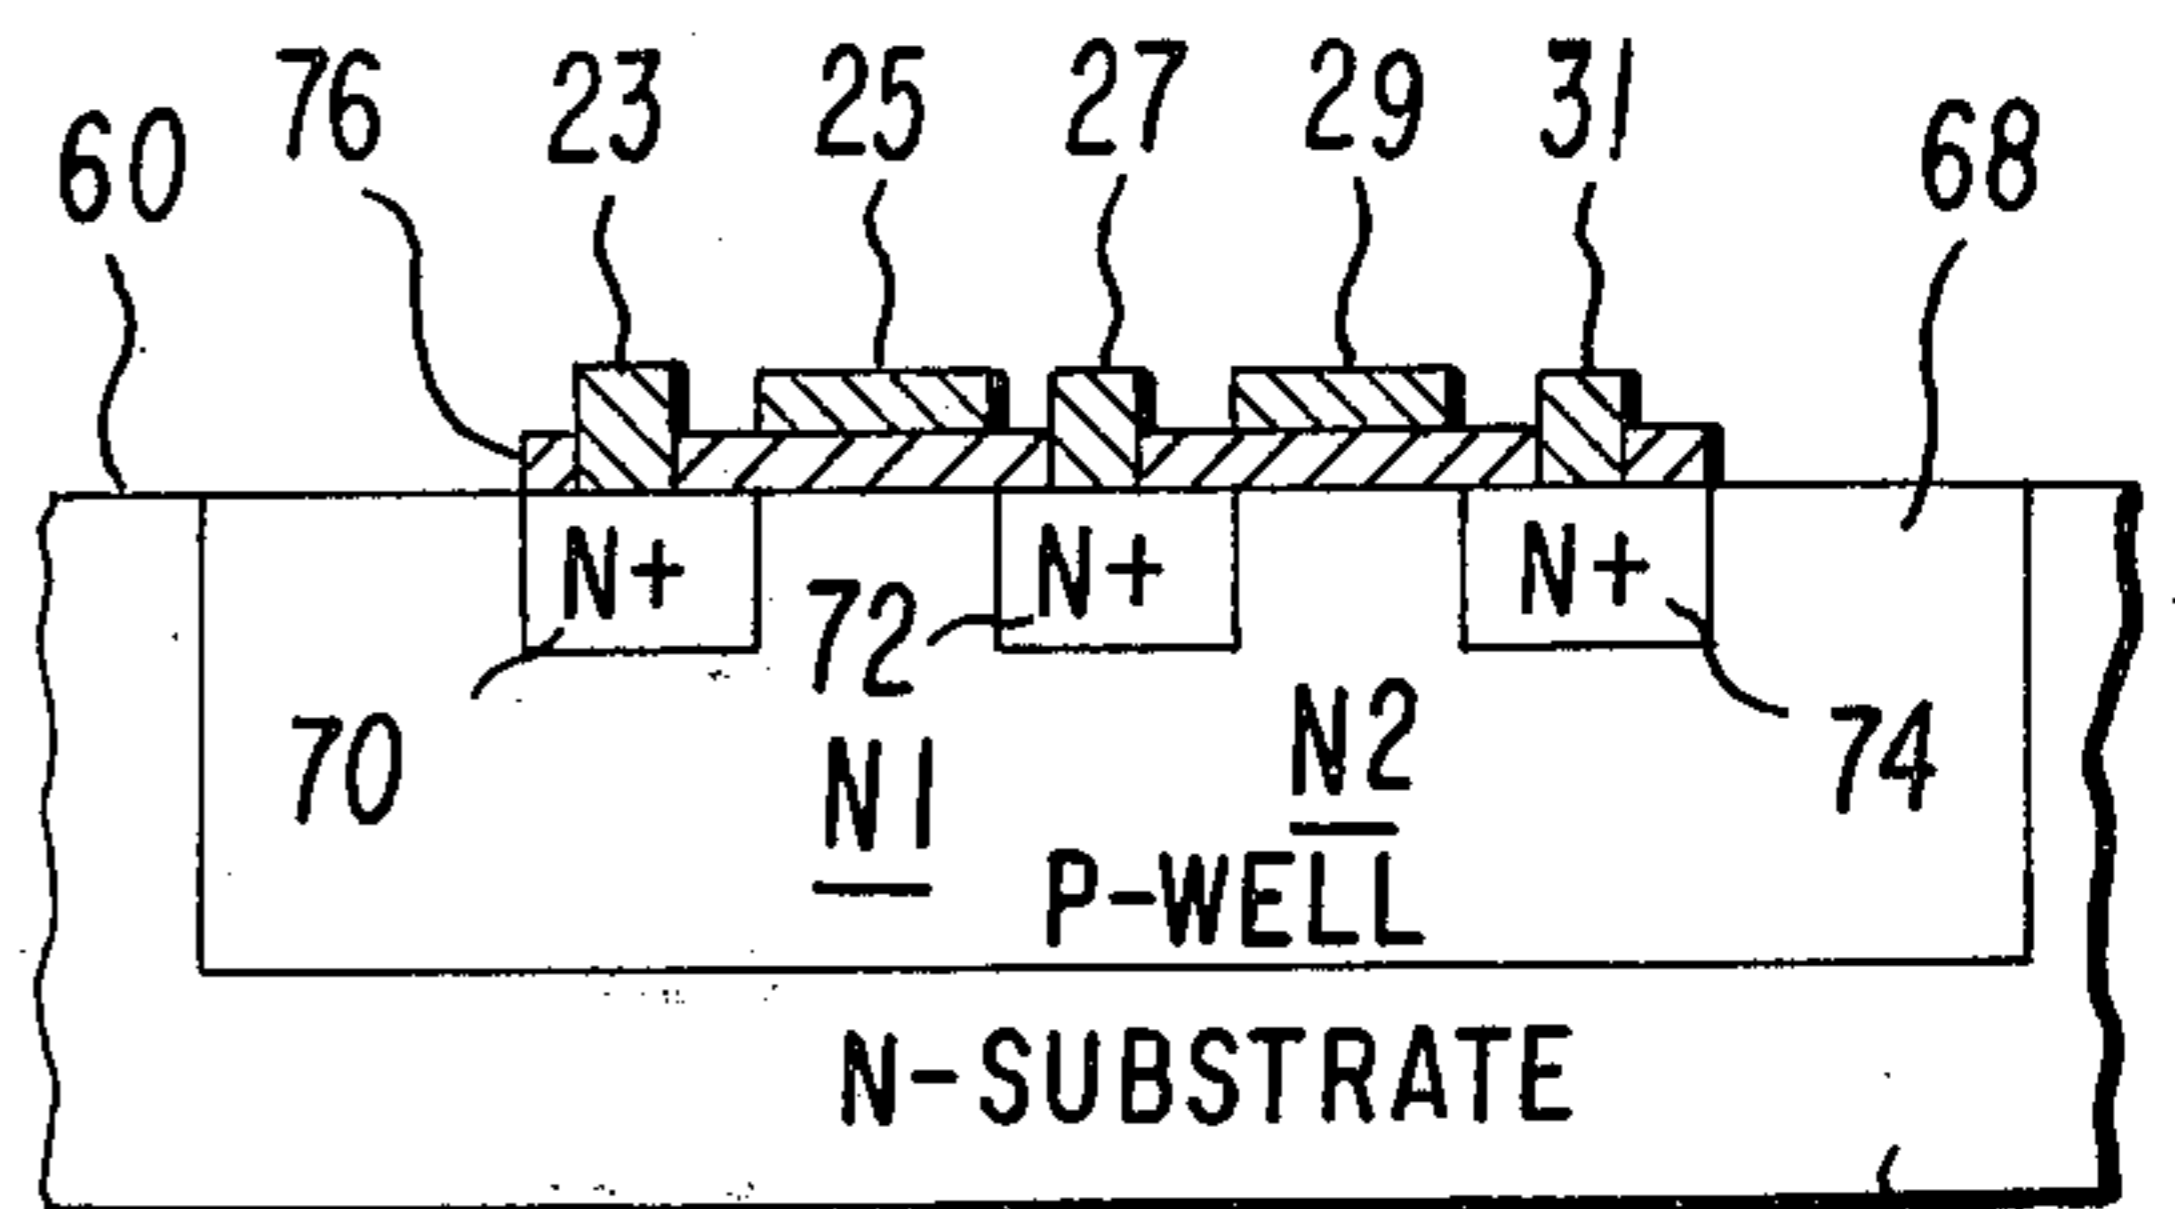 60 76 23 25 27 29 31 68
N+ N+ N+
70 72 74
N1 N2
P-WELL
N-SUBSTRATE